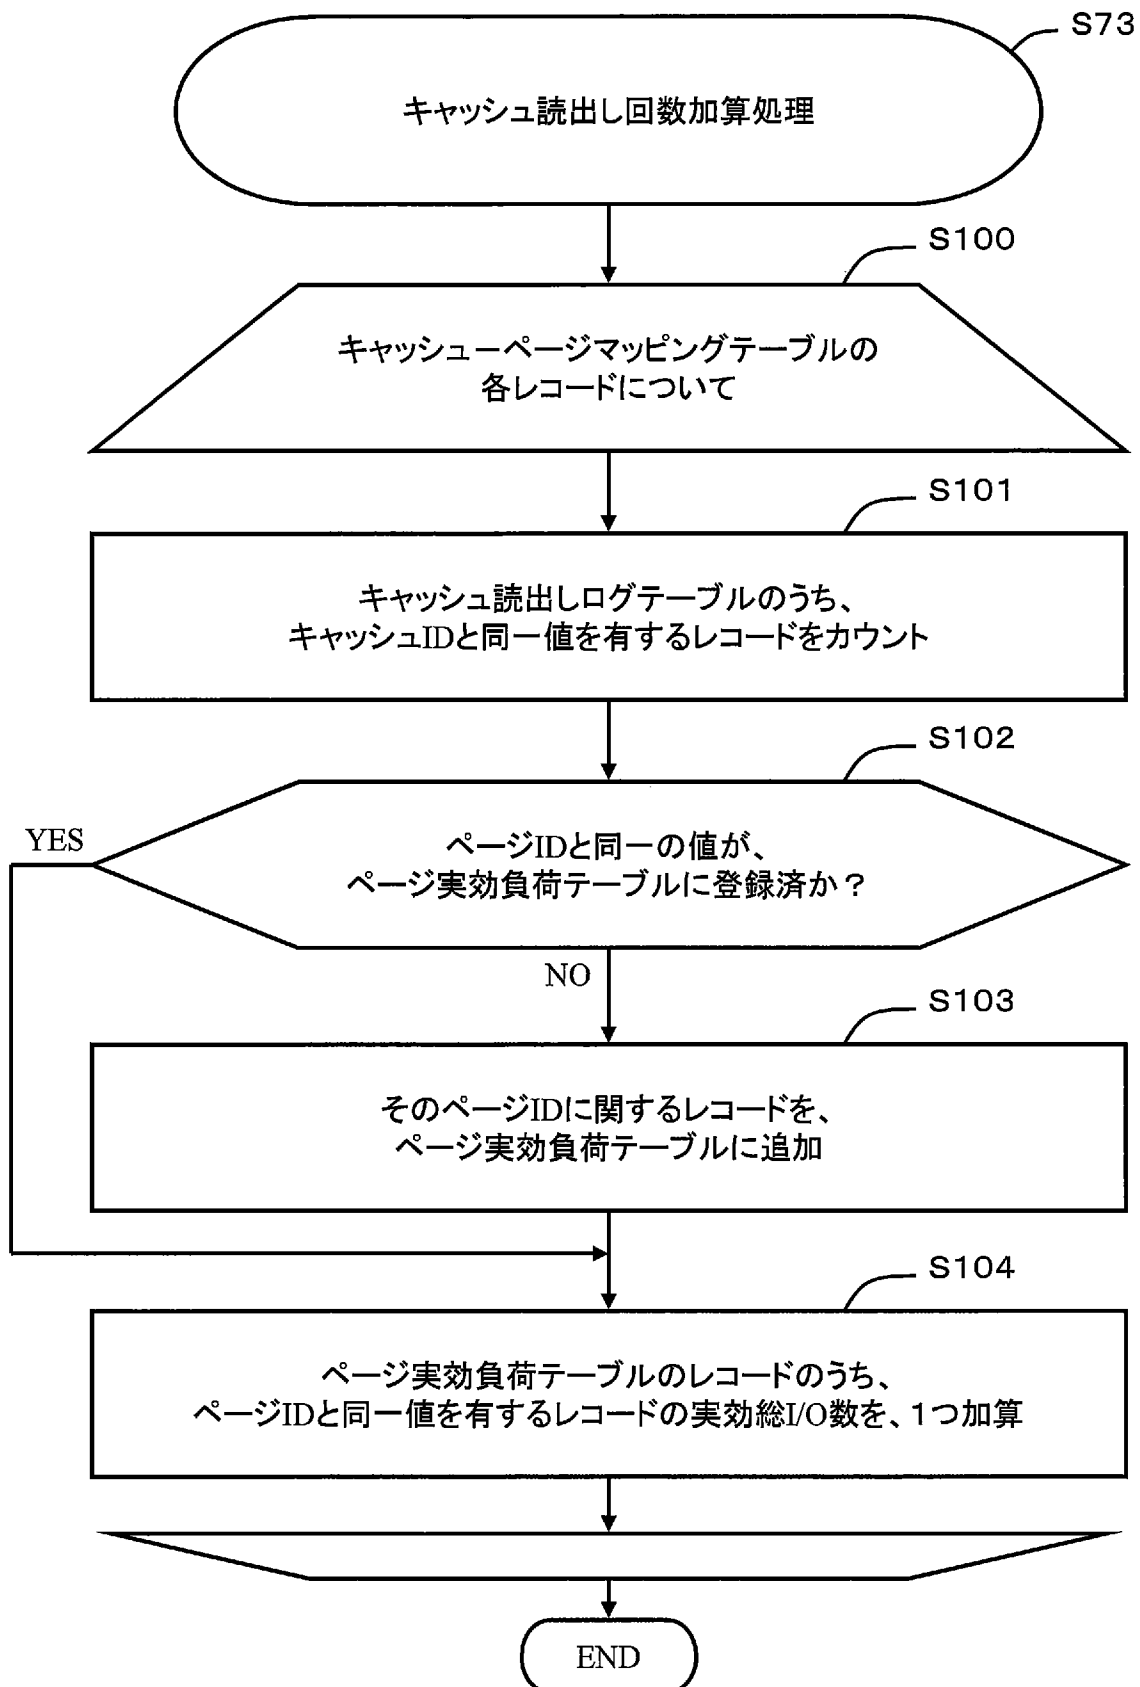 S73
キャッシュ読出し回数加算処理
S100
キャッシュ－ページマッピングテーブルの
各レコードについて
S101
キャッシュ読出しログテーブルのうち、
キャッシュIDと同一値を有するレコードをカウント
S102
YES
ページIDと同一の値が、
ページ実効負荷テーブルに登録済か？
NO
S103
そのページIDに関するレコードを、
ページ実効負荷テーブルに追加
S104
ページ実効負荷テーブルのレコードのうち、
ページIDと同一値を有するレコードの実効総I/O数を、１つ加算
END